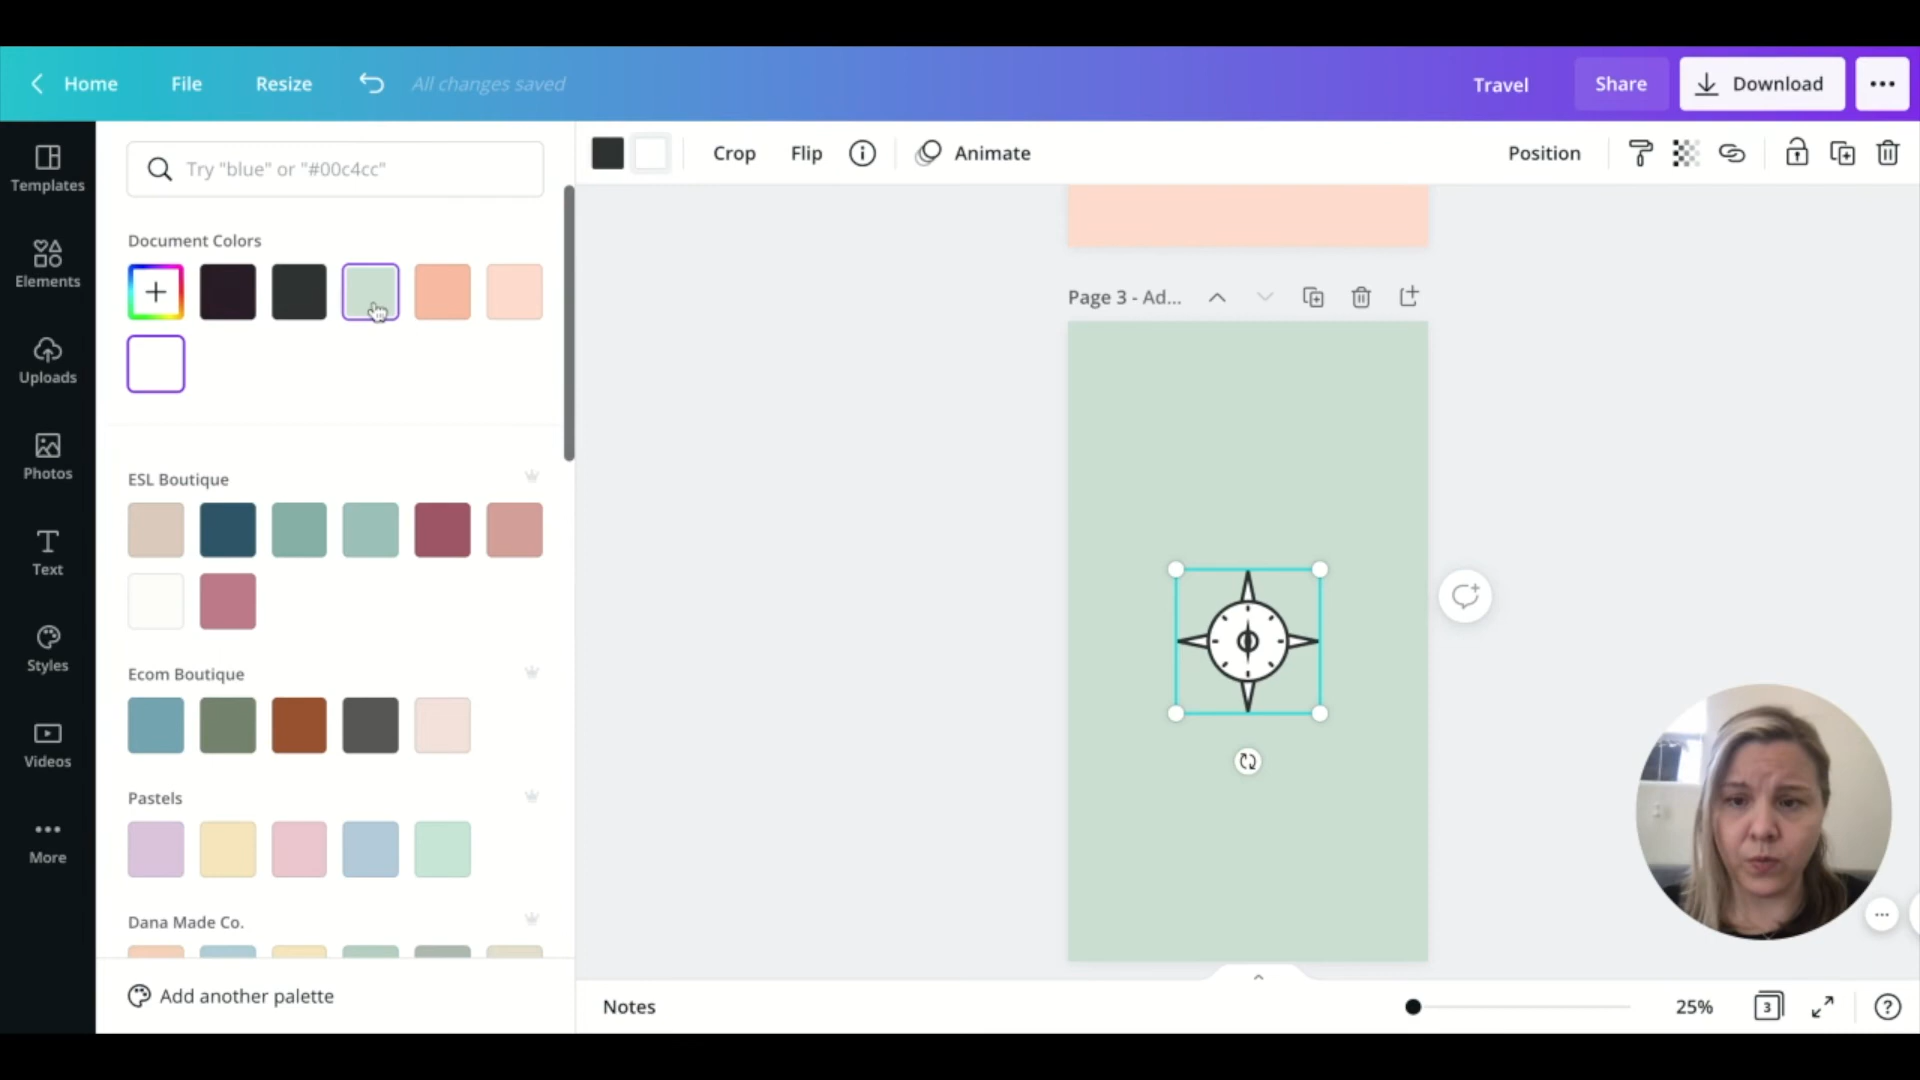 Home File Resize All changes saved Travel Share Download
Templates
Elements
Uploads
Photos
Text
Styles
Videos
More
Try "blue" or "#00c4cc"
Document Colors
ESL Boutique
Ecom Boutique
Pastels
Dana Made Co.
Add another palette
Crop Flip Animate Position
Page 3 - Ad...
Notes 25% 3 ?